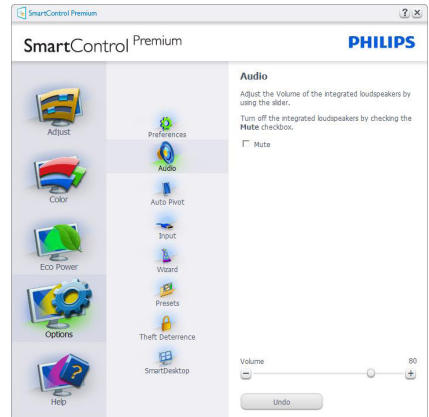 SmartControl Premium
? ×
SmartControl Premium
PHILIPS
Adjust
Color
Eco Power
Options
Help
Preferences
Audio
Auto Pivot
Input
Wizard
Presets
Theft Deterrence
SmartDesktop
Audio
Adjust the Volume of the integrated loudspeakers by
using the slider.
Turn off the integrated loudspeakers by checking the
Mute checkbox.
Mute
Volume 80
Undo